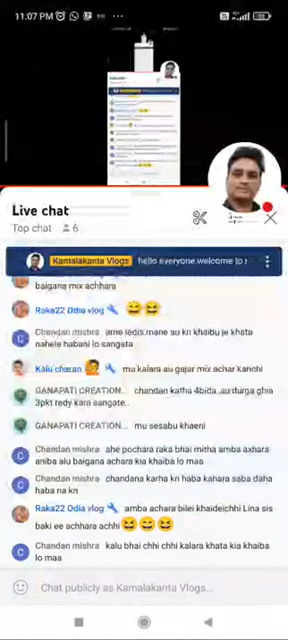 11:07 PM
Live chat
Top chat 6
Kamalakanta Vlogs hello everyone welcome to
baigana mix achhara
Raka22 Odia vlog 😄😆
Chandan mishra ame ledis mane au kn khaibu je khata
nahele habani lo sangata
Kalu charan 🙋 mu kalara au gajar mix achar karichi
GANAPATI CREATION... chandan katha 4bida..au durga ghia
3pkt redy kara sangate..
GANAPATI CREATION... mu sesabu khaeni
Chandan mishra ahe pochara raba bhai mitha amba axhara
aniba alu baigana achara kia khaiba lo maa
Chandan mishra chandana karha kn haba kahara saba daha
haba na kn
Raka22 Odia vlog amba achara bilei khaideichhi Lina sis
baki ee achhara achhi😆😄😆
Chandan mishra kalu bhai chhi chhi kalara khata kia khaiba
lo maa
Chat publicly as Kamalakanta Vlogs...